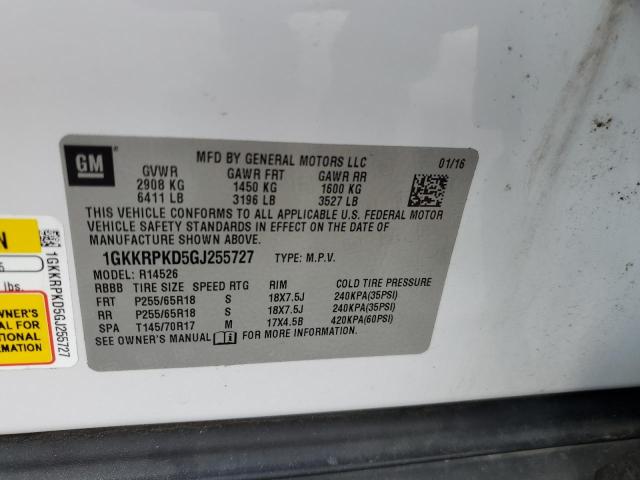 GM
MFD BY GENERAL MOTORS LLC 01/16
GVWR GAWR FRT GAWR RR
2908 KG 1450 KG 1600 KG
6411 LB 3196 LB 3527 LB
THIS VEHICLE CONFORMS TO ALL APPLICABLE U.S. FEDERAL MOTOR
VEHICLE SAFETY STANDARDS IN EFFECT ON THE DATE OF
MANUFACTURE SHOWN ABOVE.
1GKKRPKD5GJ255727 TYPE: M.P.V.
MODEL: R14526
RBBB TIRE SIZE SPEED RTG RIM COLD TIRE PRESSURE
FRT P255/65R18 S 18X7.5J 240KPA(35PSI)
RR P255/65R18 S 18X7.5J 240KPA(35PSI)
SPA T145/70R17 M 17X4.5B 420KPA(60PSI)
SEE OWNER'S MANUAL FOR MORE INFORMATION.
N
lbs.
OWNER'S
AL FOR
TIONAL
RMATION
1GKKRPKD5GJ255727